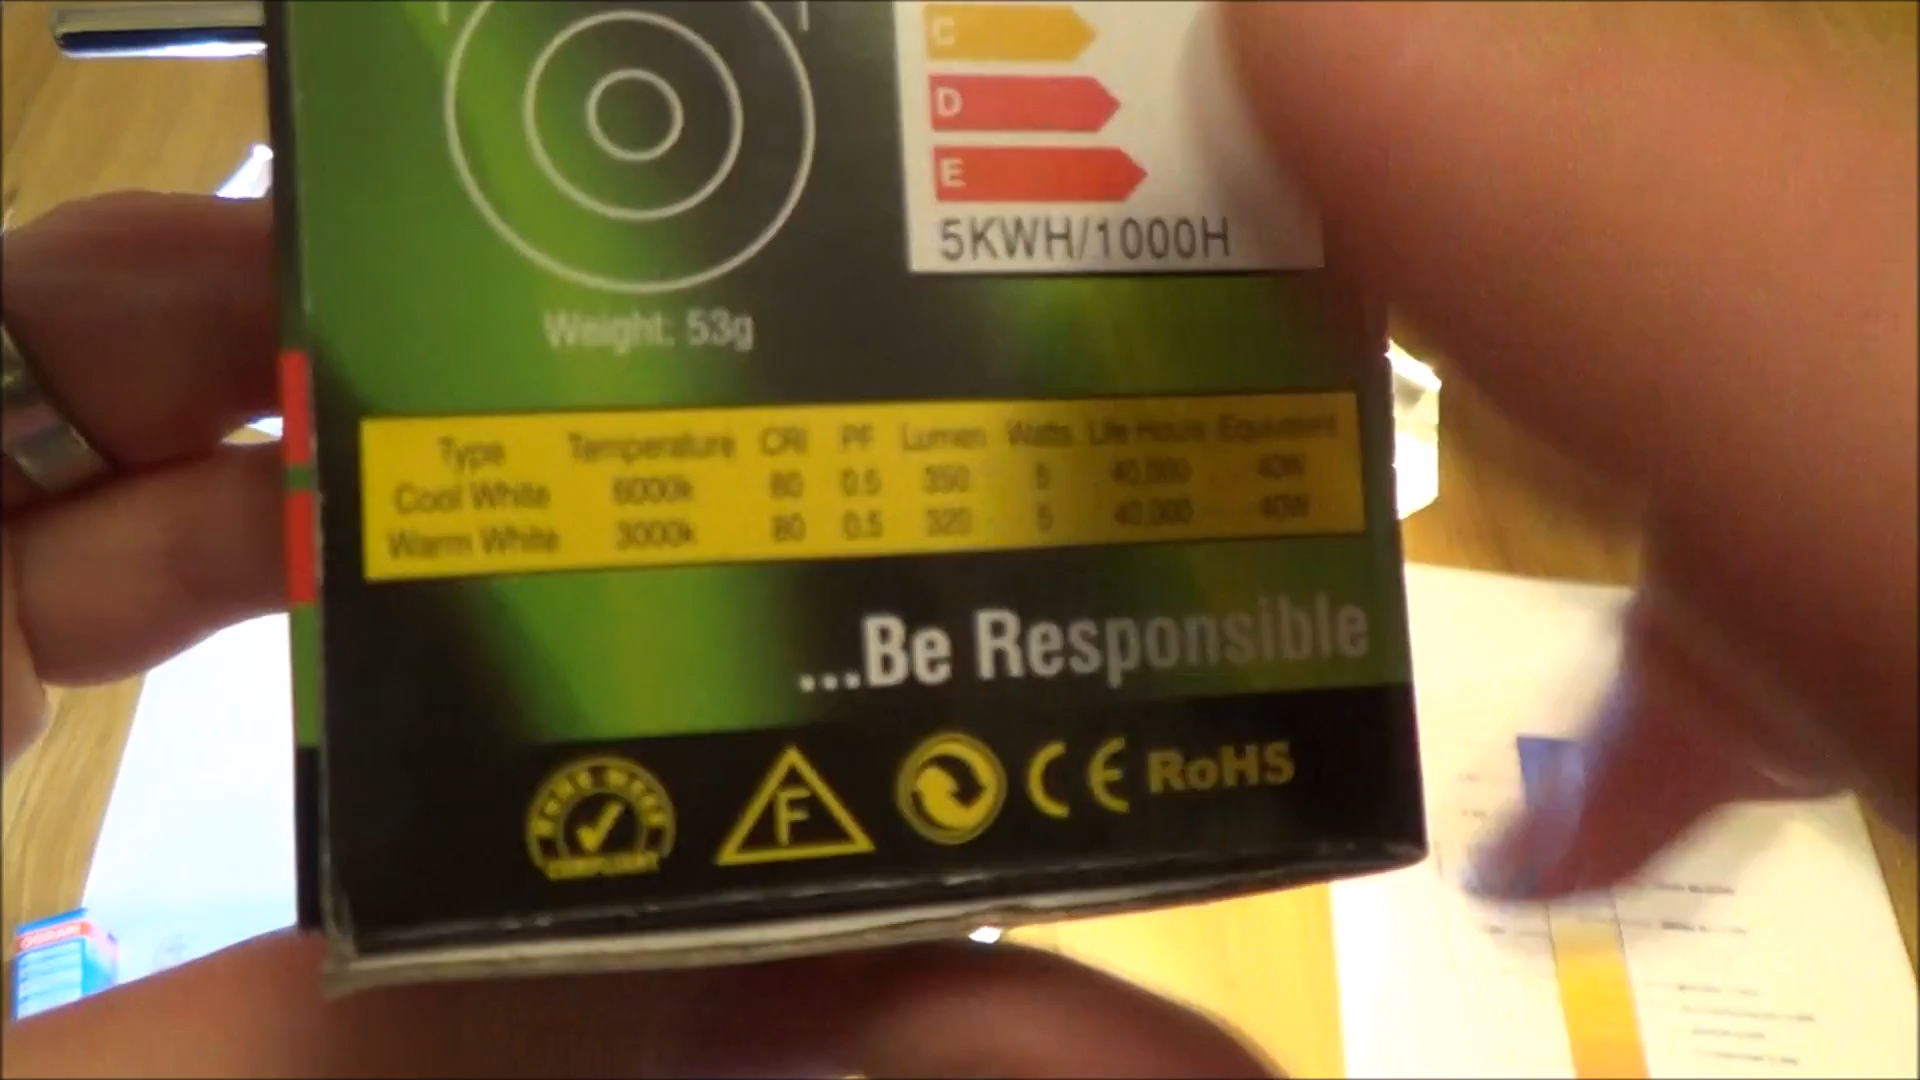 C
D
E
5KWH/1000H
Weight: 53g
Type Temperature CRI PF Lumen Watts Life Hours Equivalent
Cool White 6000k 80 0.5 350 5 40,000 40W
Warm White 3000k 80 0.5 320 5 40,000 40W
...Be Responsible
COMPLIANT
F
CE RoHS
OSRAM